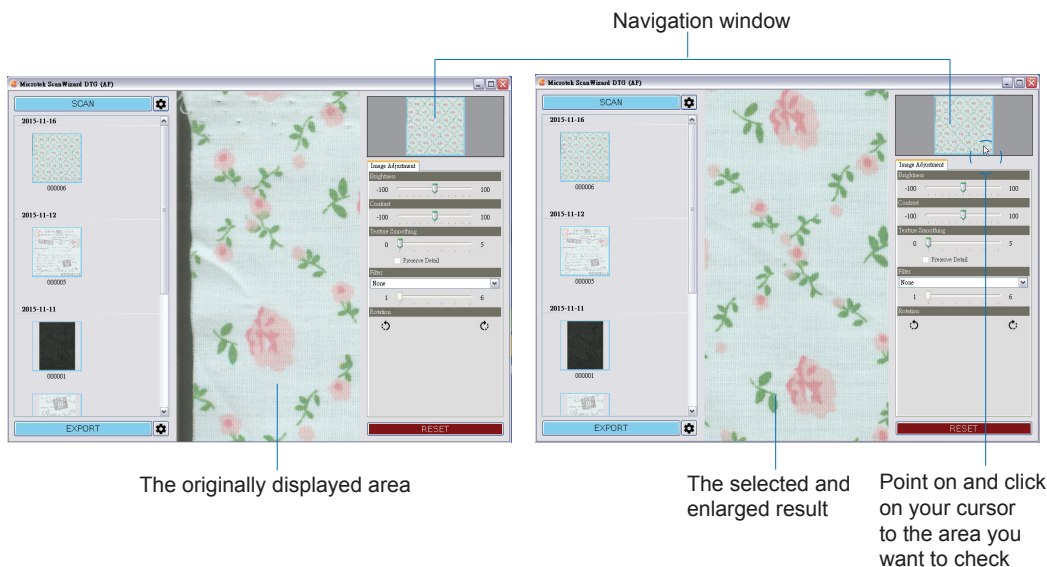 Navigation window
Microtek ScanWizard DTG (AP)
SCAN
2015-11-16
000006
2015-11-12
000005
2015-11-11
000001
EXPORT
Image Adjustment
Brightness
-100 100
Contrast
-100 100
Texture Smoothing
0 5
Preserve Detail
Filter
None
1 6
Rotation
RESET
The originally displayed area
Microtek ScanWizard DTG (AP)
SCAN
2015-11-16
000006
2015-11-12
000005
2015-11-11
000001
EXPORT
Image Adjustment
Brightness
-100 100
Contrast
-100 100
Texture Smoothing
0 5
Preserve Detail
Filter
None
1 6
Rotation
RESET
The selected and
enlarged result
Point on and click
on your cursor
to the area you
want to check